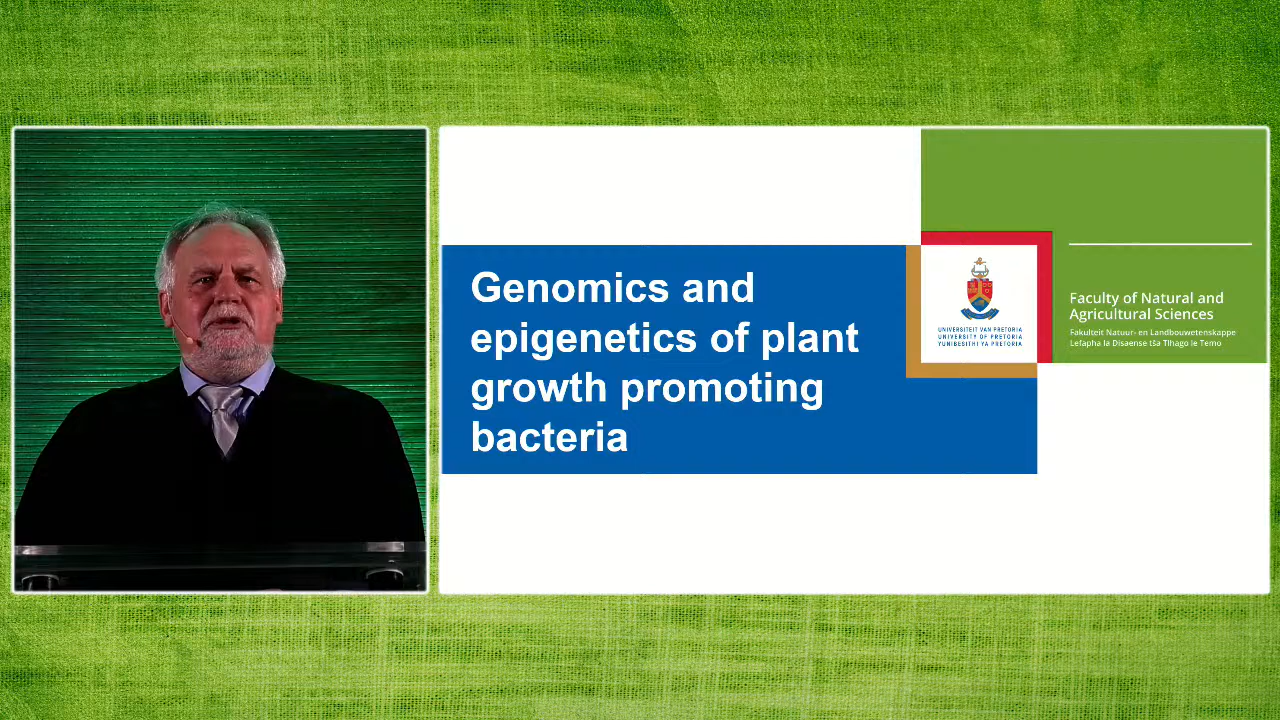 Genomics and
epigenetics of plant
growth promoting
bacteria
UNIVERSITEIT VAN PRETORIA
UNIVERSITY OF PRETORIA
YUNIBESITHI YA PRETORIA
Faculty of Natural and
Agricultural Sciences
Fakulteit Natuur- en Landbouwetenskappe
Lefapha la Disaense tša Tlhago le Temo